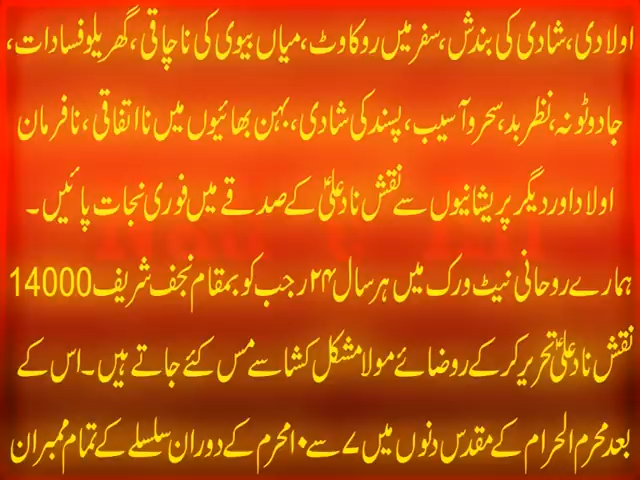 اولادی، شادی کی بندش، سفر میں روکاوٹ، میاں بیوی کی ناچاقی، گھریلو فسادات،
جادو ٹونہ، نظر بد، سحر و آسیب، پسند کی شادی، بہن بھائیوں میں نااتفاقی، نافرمان
اولاد اور دیگر پریشانیوں سے نقش نادعلیؑ کے صدقے میں فوری نجات پائیں۔
ہمارے روحانی نیٹ ورک میں ہر سال ۲۴ رجب کو بمقام نجف شریف 14000
نقش نادعلیؑ تحریر کر کے روضائے مولا مشکل کشا سے مس کئے جاتے ہیں۔ اس کے
بعد محرم الحرام کے مقدس دنوں میں ۷ سے ۱۰ محرم کے دوران سلسلے کے تمام ممبران